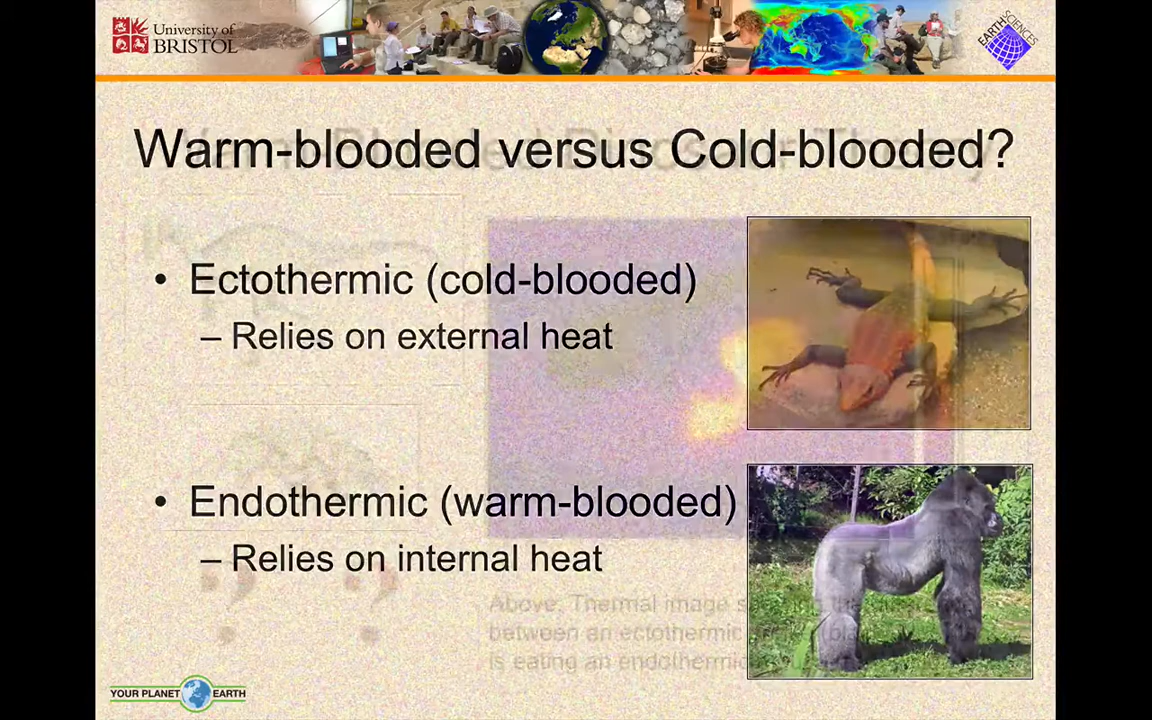 University of
BRISTOL
EARTH SCIENCES
Warm-blooded versus Cold-blooded?
• Ectothermic (cold-blooded)
– Relies on external heat
• Endothermic (warm-blooded)
– Relies on internal heat
Above, Thermal image
between an ectothermic
is eating an endothermic
YOUR PLANET EARTH